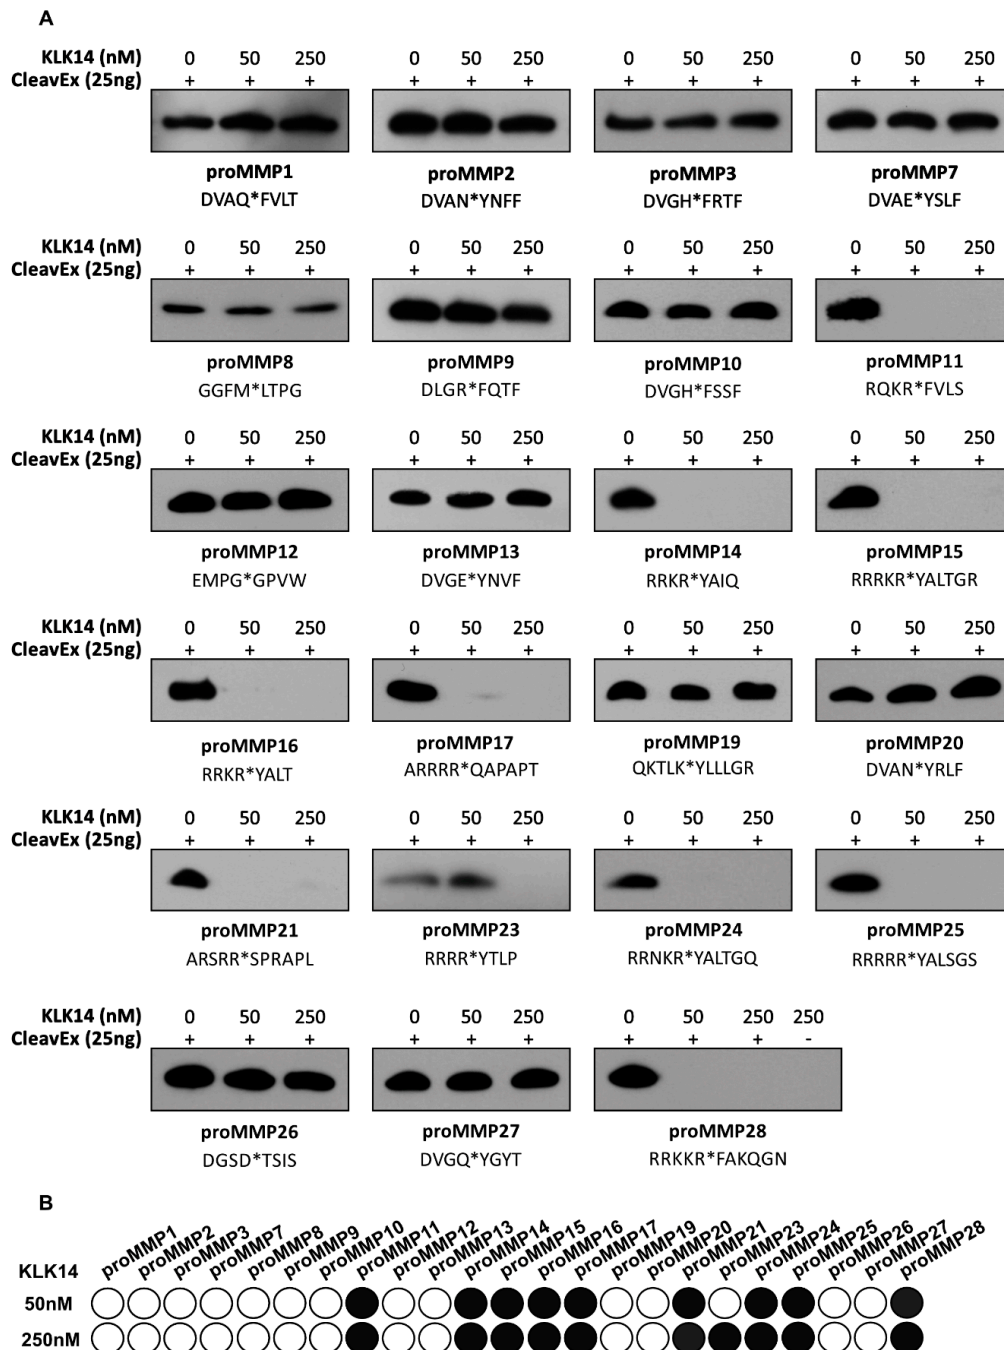 A
KLK14 (nM) 0 50 250 0 50 250 0 50 250 0 50 250
CleavEx (25ng) + + + + + + + + + + + +
proMMP1 proMMP2 proMMP3 proMMP7
DVAQ*FVLT DVAN*YNFF DVGH*FRTF DVAE*YSLF
KLK14 (nM) 0 50 250 0 50 250 0 50 250 0 50 250
CleavEx (25ng) + + + + + + + + + + + +
proMMP8 proMMP9 proMMP10 proMMP11
GGFM*LTPG DLGR*FQTF DVGH*FSSF RQKR*FVLS
KLK14 (nM) 0 50 250 0 50 250 0 50 250 0 50 250
CleavEx (25ng) + + + + + + + + + + + +
proMMP12 proMMP13 proMMP14 proMMP15
EMPG*GPVW DVGE*YNVF RRKR*YAIQ RRRKR*YALTGR
KLK14 (nM) 0 50 250 0 50 250 0 50 250 0 50 250
CleavEx (25ng) + + + + + + + + + + + +
proMMP16 proMMP17 proMMP19 proMMP20
RRKR*YALT ARRRR*QAPAPT QKTLK*YLLLGR DVAN*YRLF
KLK14 (nM) 0 50 250 0 50 250 0 50 250 0 50 250
CleavEx (25ng) + + + + + + + + + + + +
proMMP21 proMMP23 proMMP24 proMMP25
ARSRR*SPRAPL RRRR*YTLP RRNKR*YALTGQ RRRRR*YALSGS
KLK14 (nM) 0 50 250 0 50 250 0 50 250 250
CleavEx (25ng) + + + + + + + + + -
proMMP26 proMMP27 proMMP28
DGSD*TSIS DVGQ*YGYT RRKKR*FAKQGN
B
proMMP1 proMMP2 proMMP3 proMMP7 proMMP8 proMMP9 proMMP10 proMMP11 proMMP12 proMMP13 proMMP14 proMMP15 proMMP16 proMMP17 proMMP19 proMMP20 proMMP21 proMMP23 proMMP24 proMMP25 proMMP26 proMMP27 proMMP28
KLK14
50nM
250nM